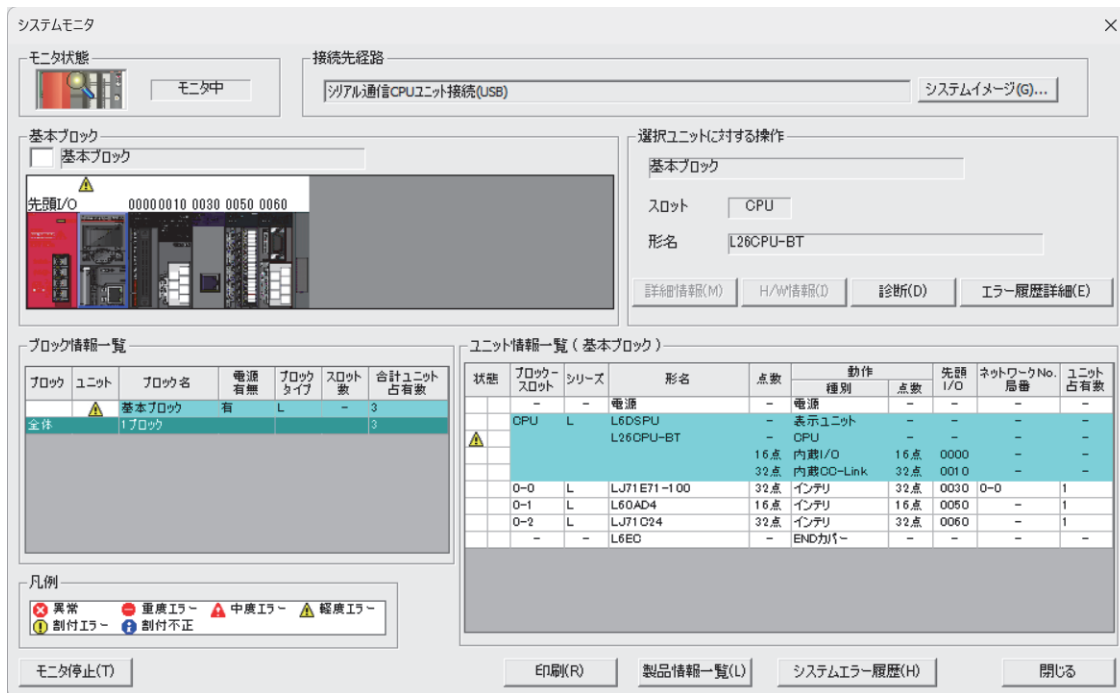 システムモニタ
モニタ状態
モニタ中
接続先経路
シリアル通信CPUユニット接続(USB)
システムイメージ(G)...
基本ブロック
基本ブロック
先頭I/O 00000010 0030 0050 0060
選択ユニットに対する操作
基本ブロック
スロット CPU
形名 L26CPU-BT
詳細情報(M) H/W情報(I) 診断(D) エラー履歴詳細(E)
ブロック情報一覧
ブロック ユニット ブロック名 電源有無 ブロックタイプ スロット数 合計ユニット占有数
基本ブロック 有 L - 3
全体 1ブロック 3
ユニット情報一覧 ( 基本ブロック )
状態 ブロック-スロット シリーズ 形名 点数 動作 種別 点数 先頭I/O ネットワークNo.局番 ユニット占有数
- - 電源 - 電源 - - - -
CPU L L6DSPU - 表示ユニット - - - -
L26CPU-BT - CPU - - - -
16点 内蔵I/O 16点 0000 - -
32点 内蔵CC-Link 32点 0010 - -
0-0 L LJ71E71-100 32点 インテリ 32点 0030 0-0 1
0-1 L L60AD4 16点 インテリ 16点 0050 - 1
0-2 L LJ71C24 32点 インテリ 32点 0060 - 1
- - L6EC - ENDカバー - - - -
凡例
異常 重度エラー 中度エラー 軽度エラー
割付エラー 割付不正
モニタ停止(T) 印刷(R) 製品情報一覧(L) システムエラー履歴(H) 閉じる